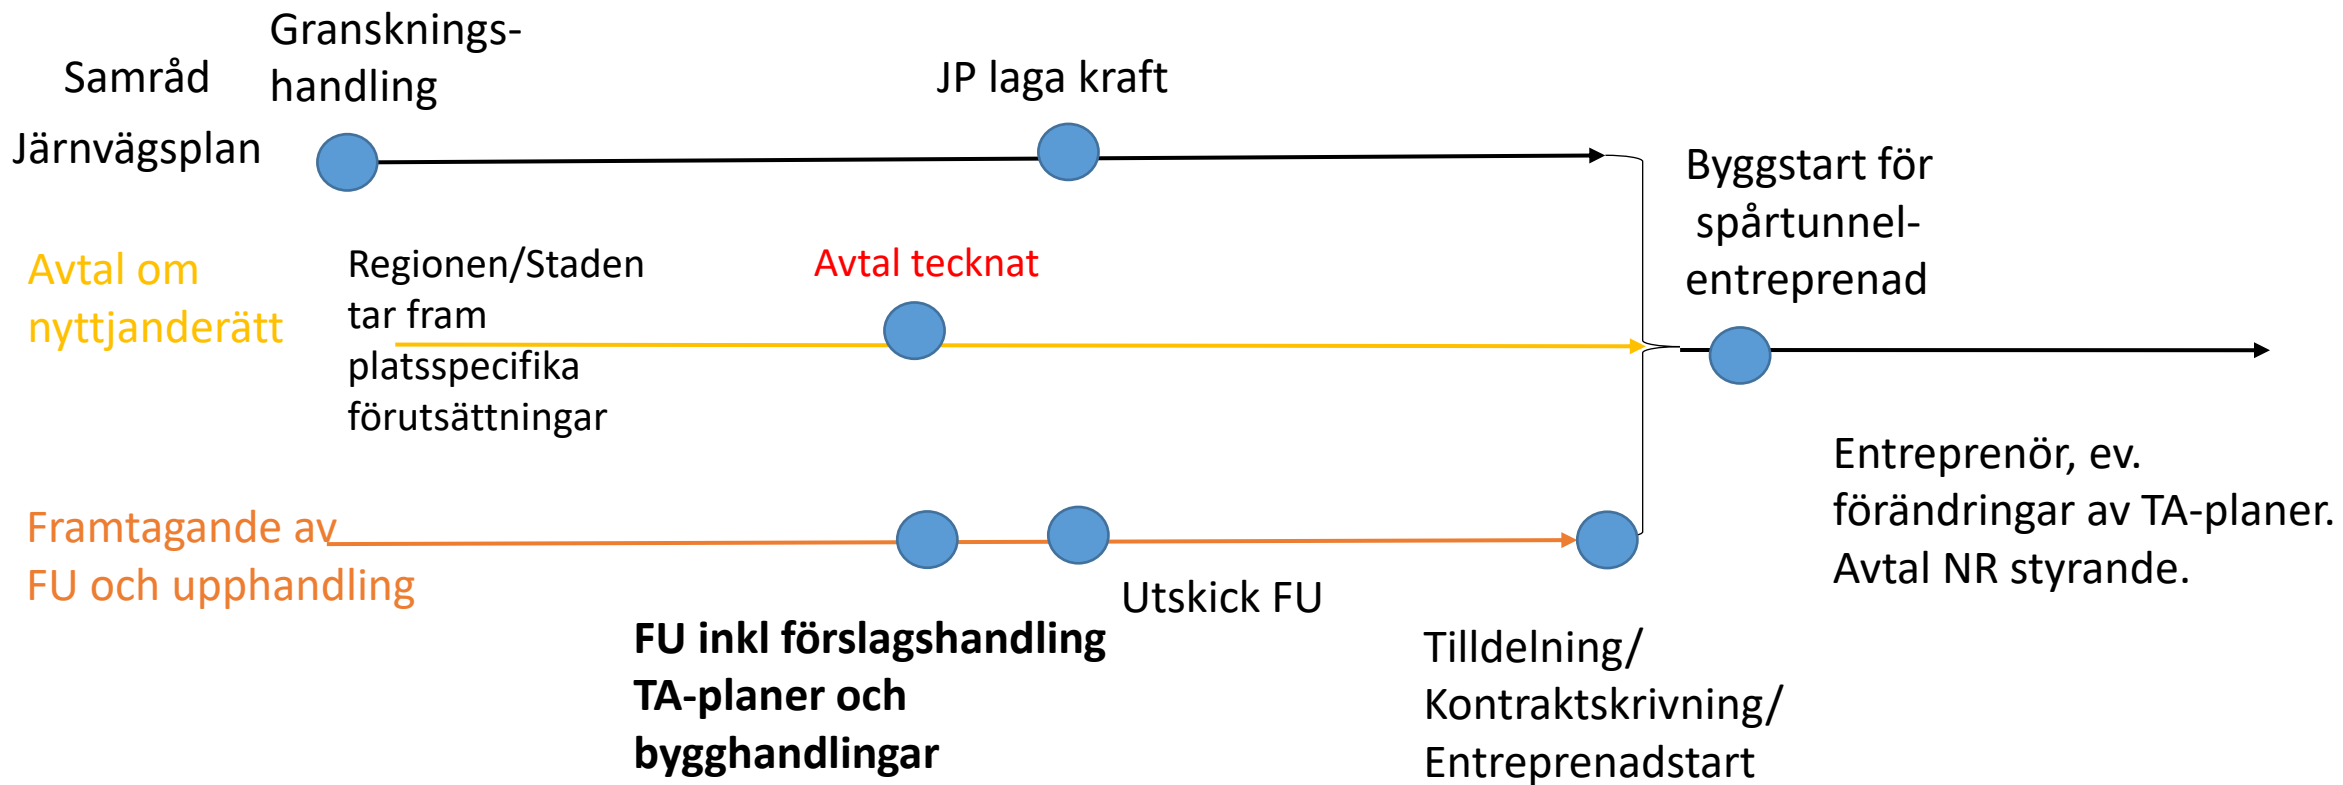 Samråd
Gransknings-
handling
JP laga kraft
Järnvägsplan
Byggstart för
spårtunnel-
entreprenad
Avtal om
nyttjanderätt
Regionen/Staden
tar fram
platsspecifika
förutsättningar
Avtal tecknat
Entreprenör, ev.
förändringar av TA-planer.
Avtal NR styrande.
Framtagande av
FU och upphandling
FU inkl förslagshandling
TA-planer och
bygghandlingar
Utskick FU
Tilldelning/
Kontraktskrivning/
Entreprenadstart